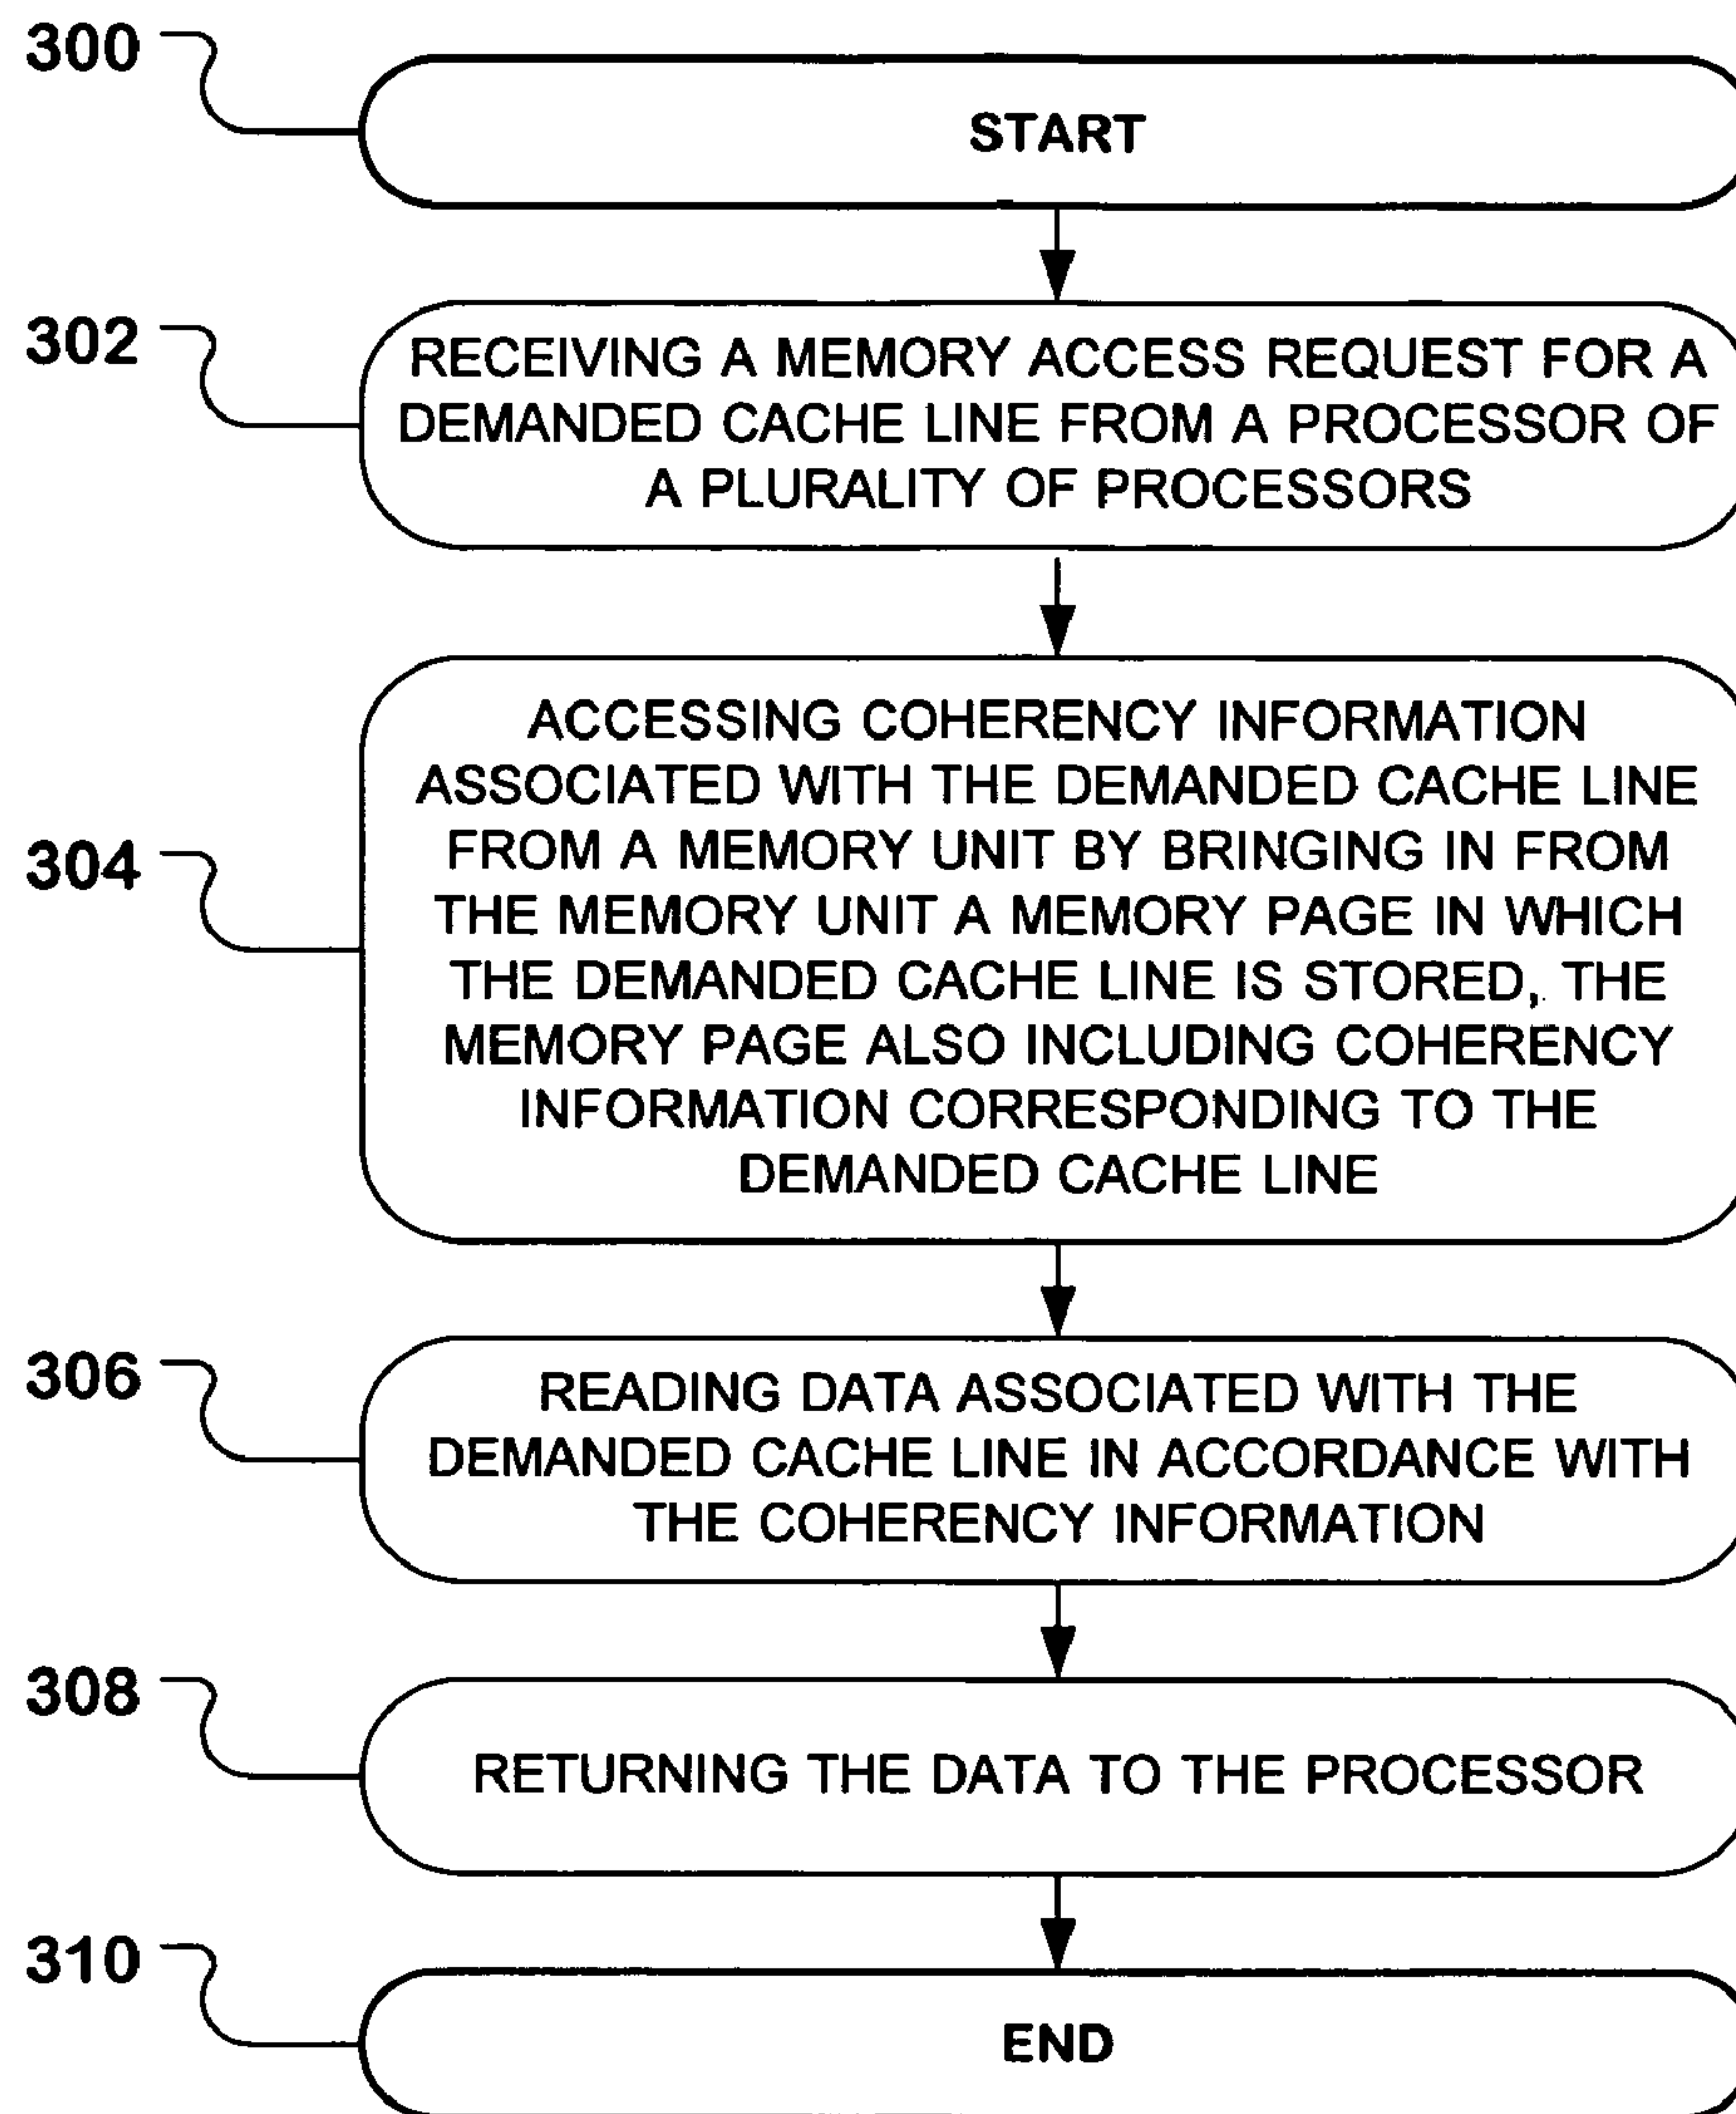 300
START
302
RECEIVING A MEMORY ACCESS REQUEST FOR A
DEMANDED CACHE LINE FROM A PROCESSOR OF
A PLURALITY OF PROCESSORS
304
ACCESSING COHERENCY INFORMATION
ASSOCIATED WITH THE DEMANDED CACHE LINE
FROM A MEMORY UNIT BY BRINGING IN FROM
THE MEMORY UNIT A MEMORY PAGE IN WHICH
THE DEMANDED CACHE LINE IS STORED, THE
MEMORY PAGE ALSO INCLUDING COHERENCY
INFORMATION CORRESPONDING TO THE
DEMANDED CACHE LINE
306
READING DATA ASSOCIATED WITH THE
DEMANDED CACHE LINE IN ACCORDANCE WITH
THE COHERENCY INFORMATION
308
RETURNING THE DATA TO THE PROCESSOR
310
END